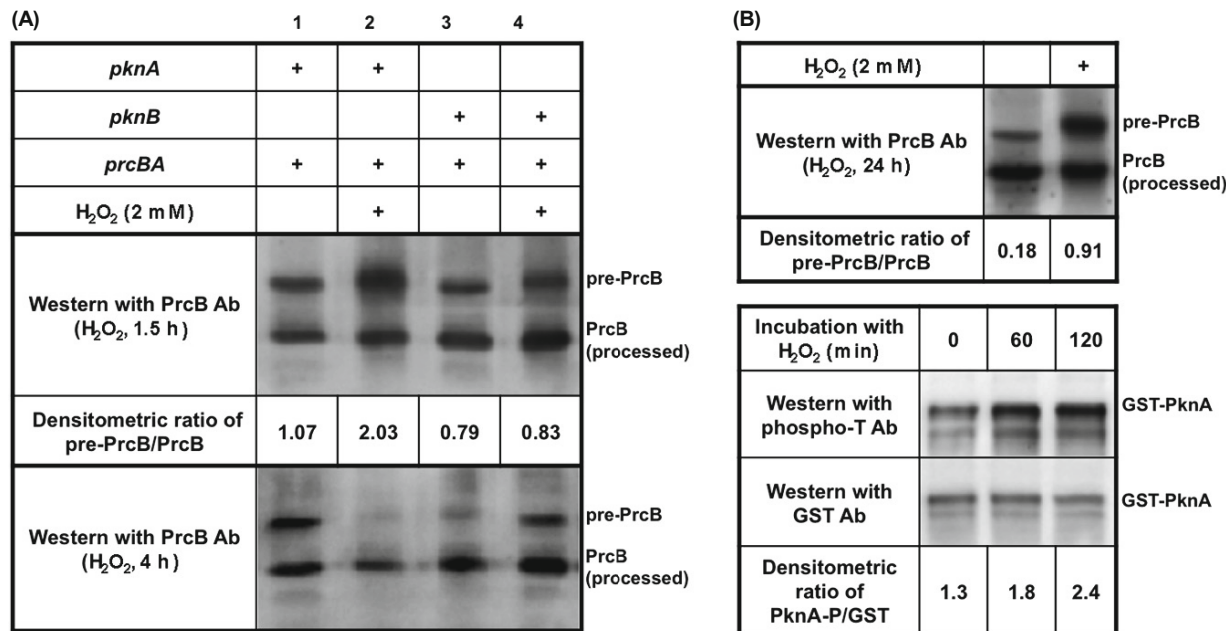 (A)
1 2 3 4
pknA + +
pknB + +
prcBA + + + +
H₂O₂ (2 mM) + +
Western with PrcB Ab
(H₂O₂, 1.5 h)
pre-PrcB
PrcB
(processed)
Densitometric ratio of
pre-PrcB/PrcB
1.07 2.03 0.79 0.83
Western with PrcB Ab
(H₂O₂, 4 h)
pre-PrcB
PrcB
(processed)
(B)
H₂O₂ (2 mM) +
Western with PrcB Ab
(H₂O₂, 24 h)
pre-PrcB
PrcB
(processed)
Densitometric ratio of
pre-PrcB/PrcB
0.18 0.91
Incubation with
H₂O₂ (min)
0 60 120
Western with
phospho-T Ab
GST-PknA
Western with
GST Ab
GST-PknA
Densitometric
ratio of
PknA-P/GST
1.3 1.8 2.4